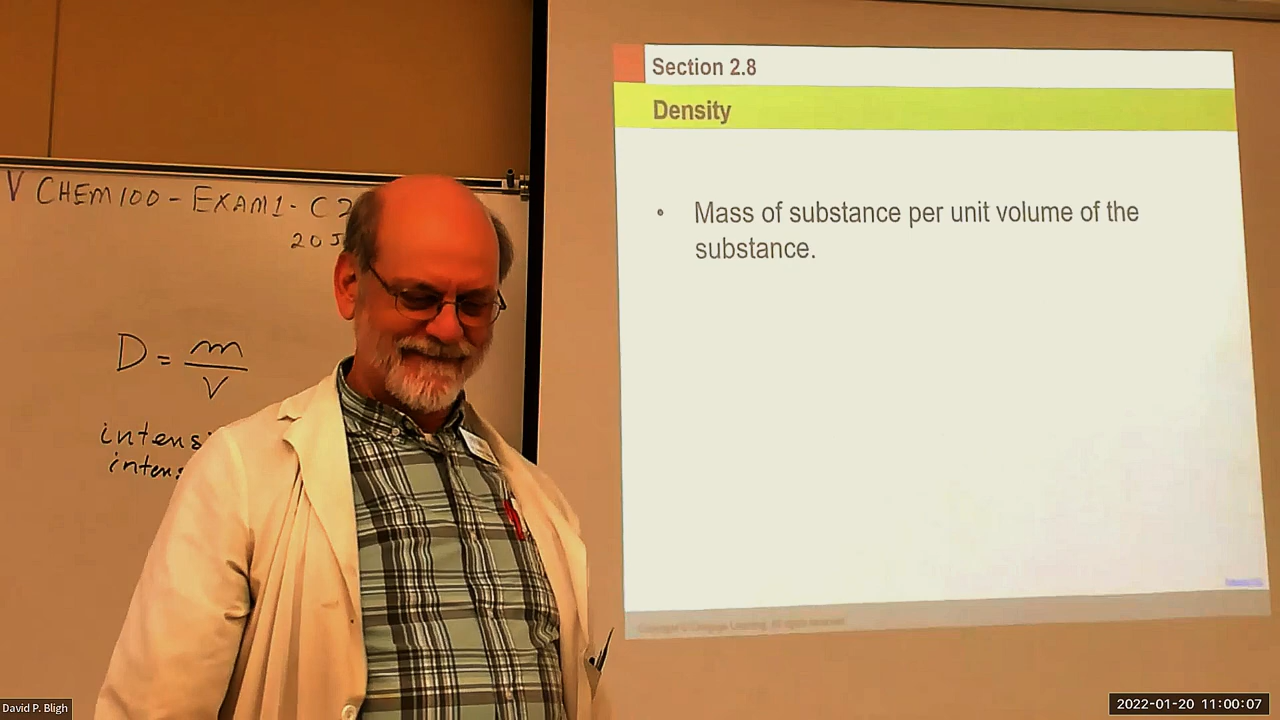 V CHEM100 - EXAM1 - C2
20J
D = m
V
Section 2.8
Density
• Mass of substance per unit volume of the
substance.
David P. Bligh
2022-01-20 11:00:07